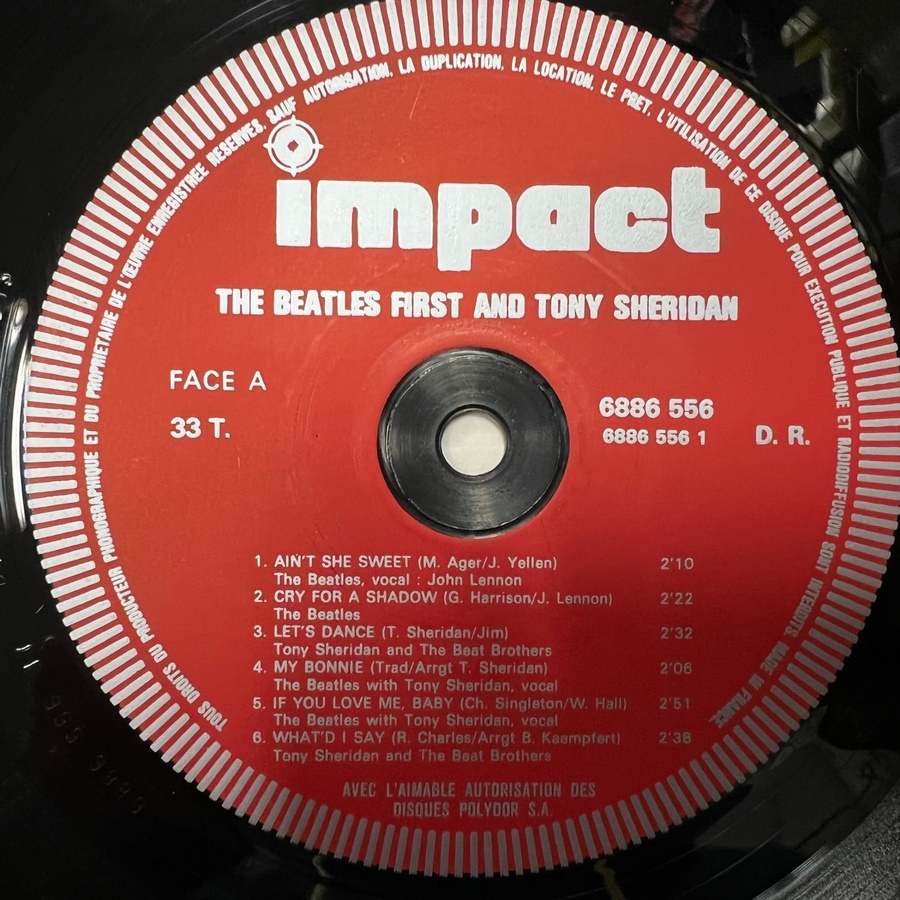 TOUS DROITS DU PRODUCTEUR PHONOGRAPHIQUE ET DU PROPRIETAIRE DE L'ŒUVRE ENREGISTREE RESERVES. SAUF AUTORISATION, LA DUPLICATION, LA LOCATION, LE PRET, L'UTILISATION DE CE DISQUE POUR EXECUTION PUBLIQUE ET RADIODIFFUSION SONT INTERDITS. MADE IN FRANCE
impact
THE BEATLES FIRST AND TONY SHERIDAN
FACE A
33 T.
6886 556
6886 556 1
D. R.
1. AIN'T SHE SWEET (M. Ager/J. Yellen) 2'10
The Beatles, vocal : John Lennon
2. CRY FOR A SHADOW (G. Harrison/J. Lennon) 2'22
The Beatles
3. LET'S DANCE (T. Sheridan/Jim) 2'32
Tony Sheridan and The Beat Brothers
4. MY BONNIE (Trad/Arrgt T. Sheridan) 2'06
The Beatles with Tony Sheridan, vocal
5. IF YOU LOVE ME, BABY (Ch. Singleton/W. Hall) 2'51
The Beatles with Tony Sheridan, vocal
6. WHAT'D I SAY (R. Charles/Arrgt B. Kaempfert) 2'38
Tony Sheridan and The Beat Brothers
AVEC L'AIMABLE AUTORISATION DES
DISQUES POLYDOR S.A.